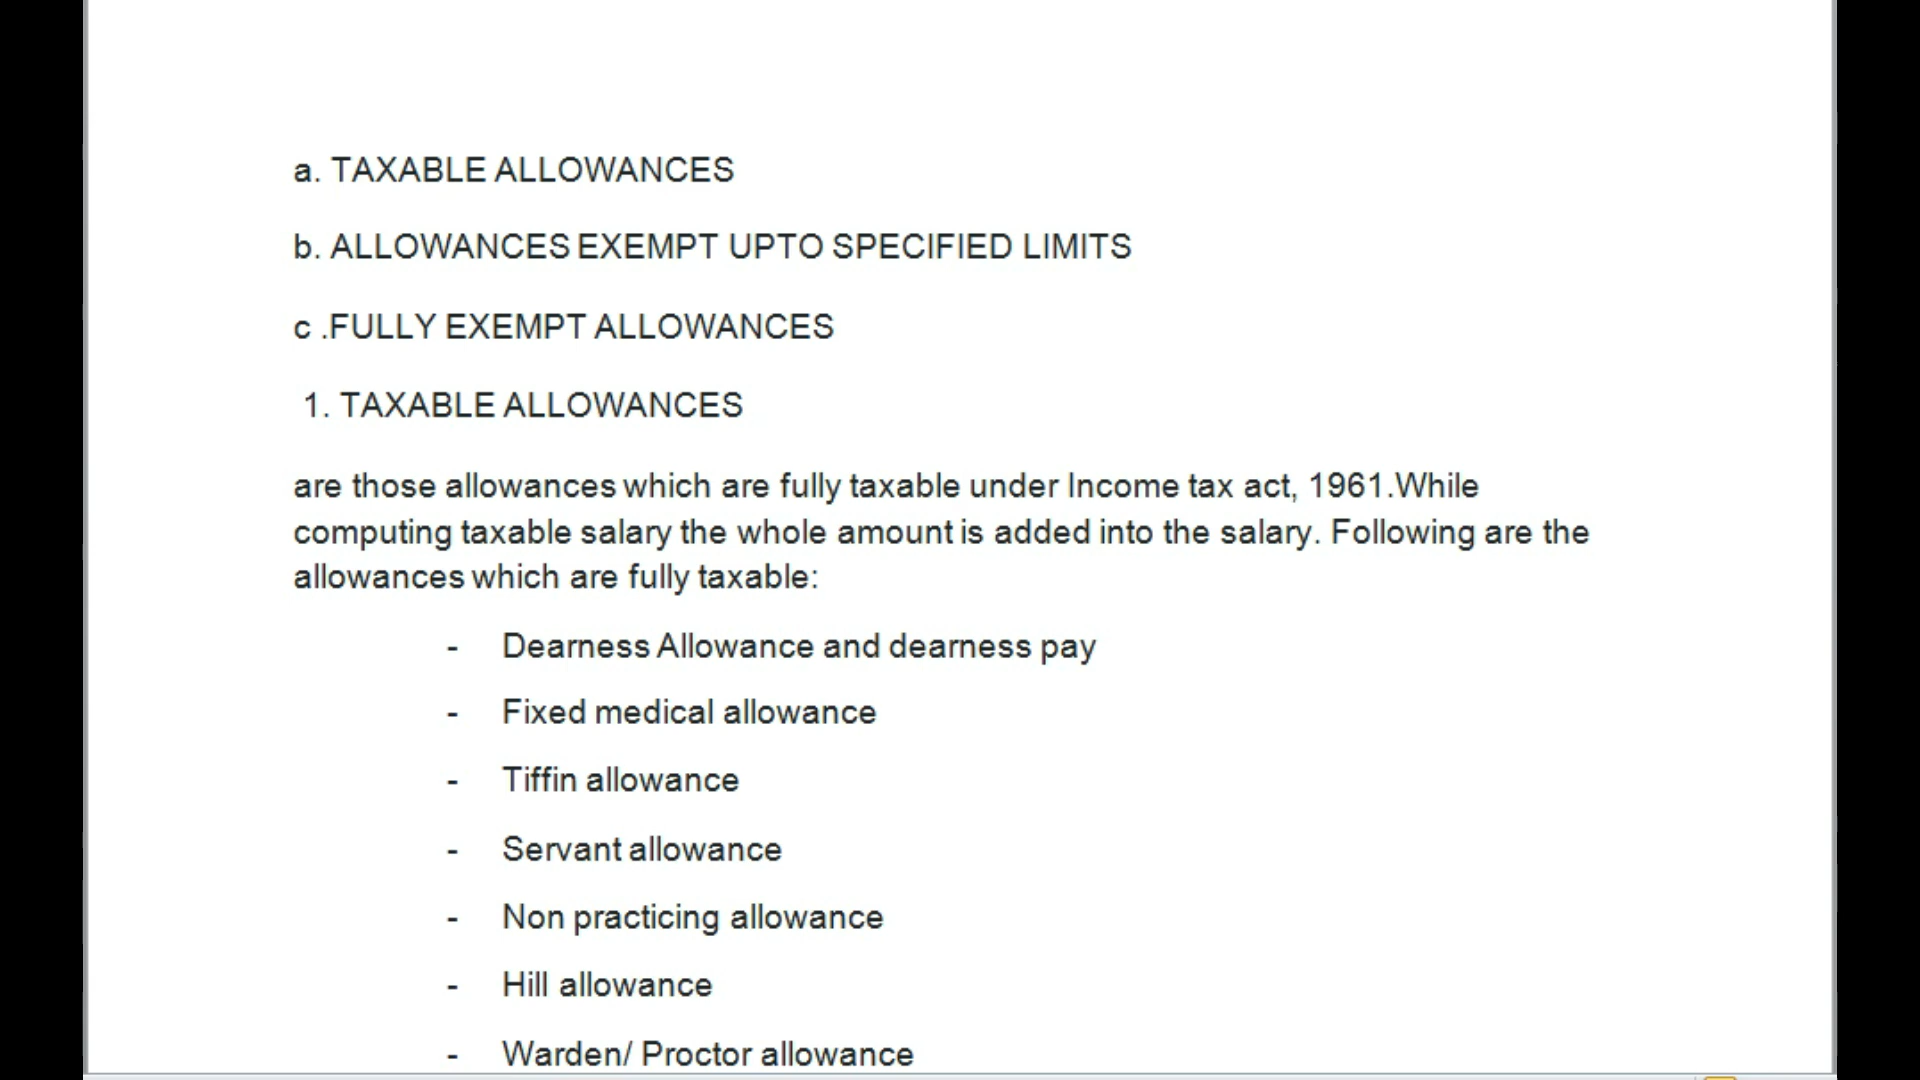 a. TAXABLE ALLOWANCES
b. ALLOWANCES EXEMPT UPTO SPECIFIED LIMITS
c .FULLY EXEMPT ALLOWANCES
1. TAXABLE ALLOWANCES
are those allowances which are fully taxable under Income tax act, 1961.While
computing taxable salary the whole amount is added into the salary. Following are the
allowances which are fully taxable:
- Dearness Allowance and dearness pay
- Fixed medical allowance
- Tiffin allowance
- Servant allowance
- Non practicing allowance
- Hill allowance
- Warden/ Proctor allowance